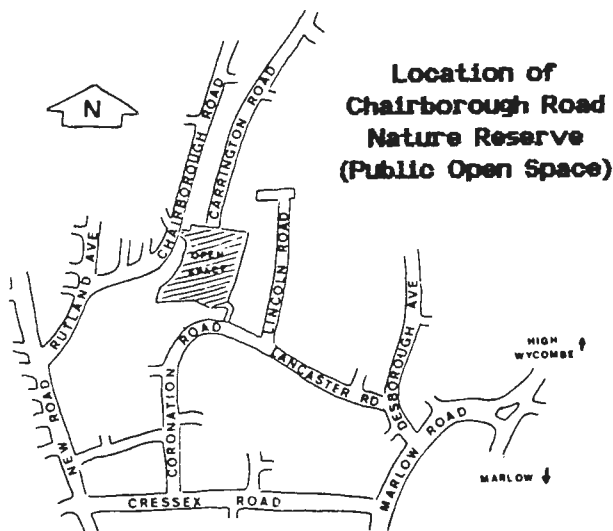 Location of
Chairborough Road
Nature Reserve
(Public Open Space)
N
CHAIRBOROUGH ROAD
CARRINGTON ROAD
OPEN
SPACE
LINCOLN ROAD
RUTLAND AVE
NEW ROAD
CORONATION ROAD
LANCASTER RD
DESBOROUGH AVE
MARLOW ROAD
CRESSEX ROAD
HIGH
WYCOMBE
MARLOW